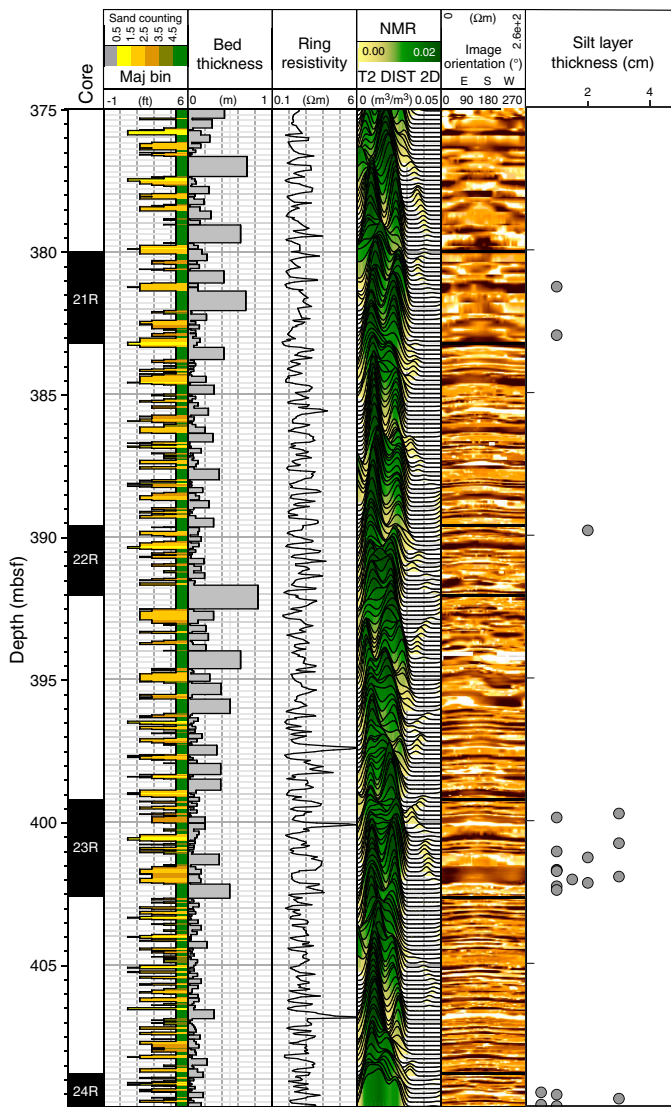 Sand counting
0.5 1.5 2.5 3.5 4.5
Maj bin
-1 (ft) 6
Bed
thickness
0 (m) 1
Ring
resistivity
0.1 (Ωm) 6
NMR
0.00 0.02
T2 DIST 2D
0 (m³/m³) 0.05
0 (Ωm) 2.6e+2
Image
orientation (°)
E S W
0 90 180 270
Silt layer
thickness (cm)
2 4
Core
Depth (mbsf)
375
380
385
390
395
400
405
21R
22R
23R
24R